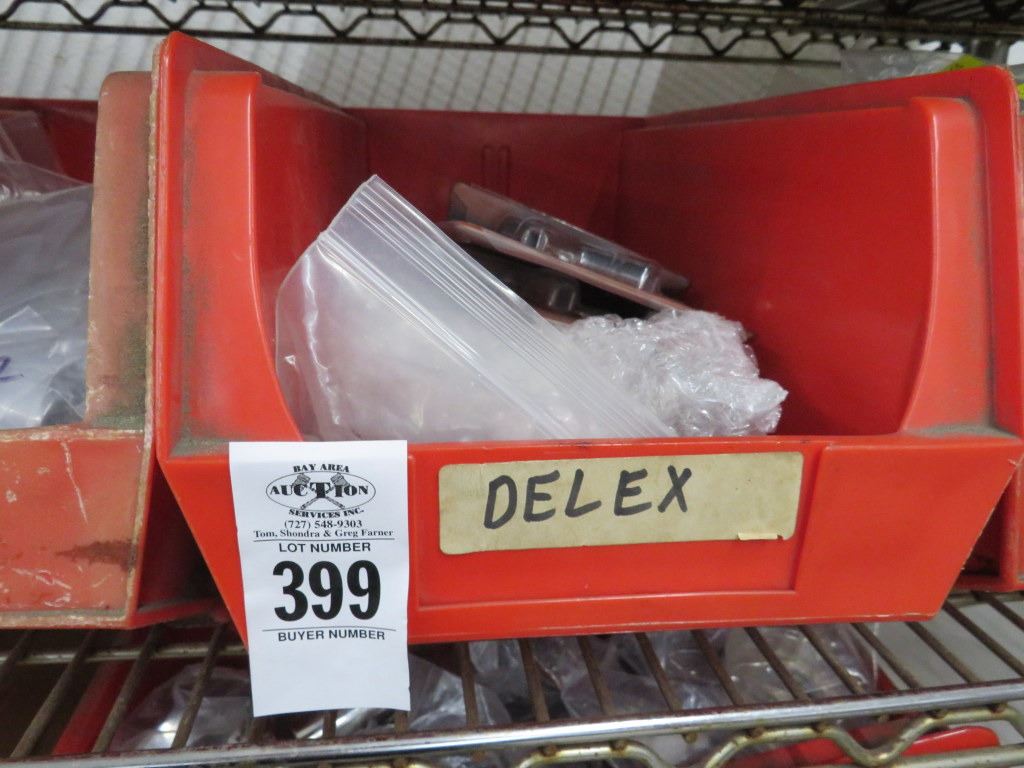 BAY AREA
AUCTION
SERVICES INC.
(727) 548-9303
Tom, Shondra & Greg Farner
LOT NUMBER
399
BUYER NUMBER
DELEX